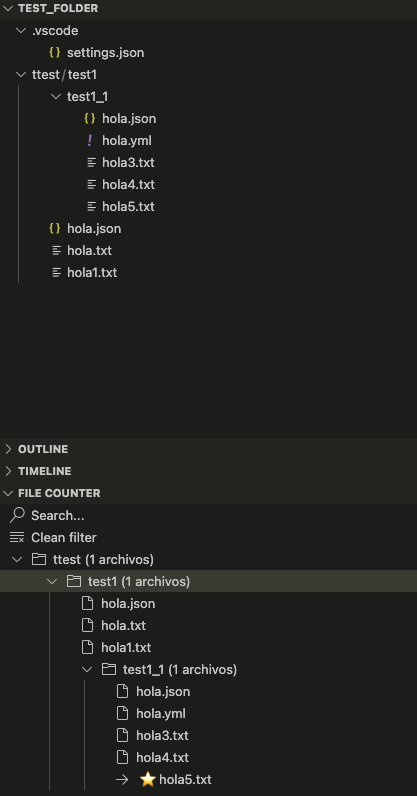 TEST_FOLDER
.vscode
{} settings.json
ttest/test1
test1_1
{} hola.json
! hola.yml
hola3.txt
hola4.txt
hola5.txt
{} hola.json
hola.txt
hola1.txt
OUTLINE
TIMELINE
FILE COUNTER
Search...
Clean filter
ttest (1 archivos)
test1 (1 archivos)
hola.json
hola.txt
hola1.txt
test1_1 (1 archivos)
hola.json
hola.yml
hola3.txt
hola4.txt
→ ⭐hola5.txt